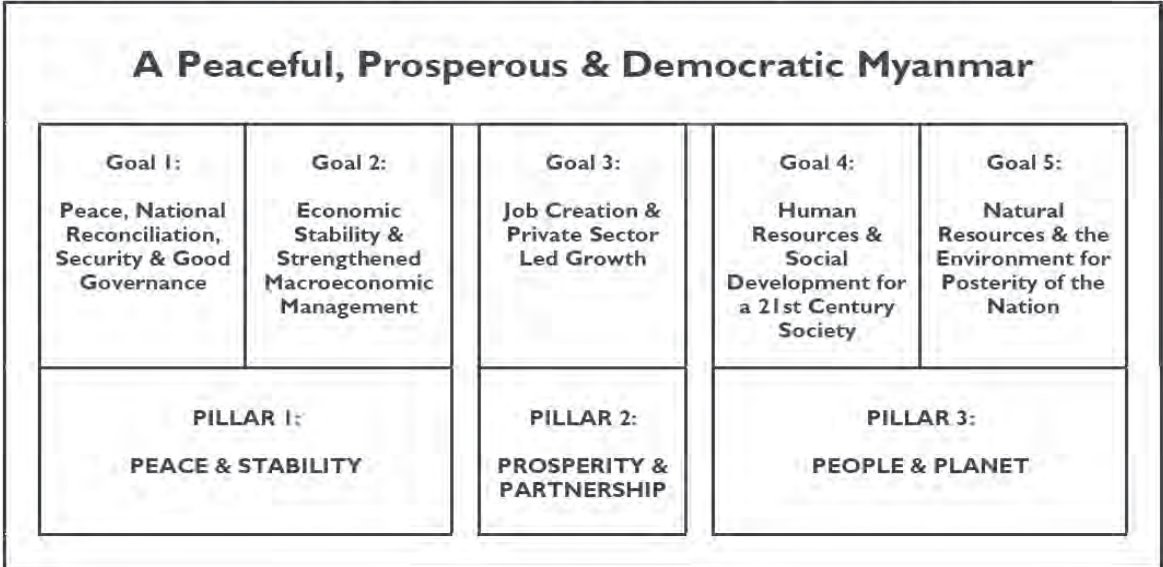 A Peaceful, Prosperous & Democratic Myanmar
Goal 1:
Peace, National
Reconciliation,
Security & Good
Governance
Goal 2:
Economic
Stability &
Strengthened
Macroeconomic
Management
Goal 3:
Job Creation &
Private Sector
Led Growth
Goal 4:
Human
Resources &
Social
Development for
a 21st Century
Society
Goal 5:
Natural
Resources & the
Environment for
Posterity of the
Nation
PILLAR 1:
PEACE & STABILITY
PILLAR 2:
PROSPERITY &
PARTNERSHIP
PILLAR 3:
PEOPLE & PLANET